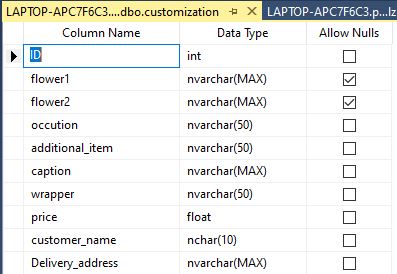 LAPTOP-APC7F6C3....dbo.customization LAPTOP-APC7F6C3.p...lz
Column Name Data Type Allow Nulls
ID int
flower1 nvarchar(MAX)
flower2 nvarchar(MAX)
occution nvarchar(50)
additional_item nvarchar(50)
caption nvarchar(MAX)
wrapper nvarchar(50)
price float
customer_name nchar(10)
Delivery_address nvarchar(MAX)